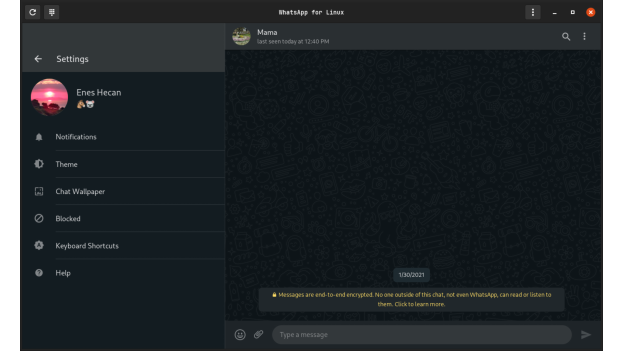 WhatsApp for Linux
Mama
last seen today at 12:40 PM
Settings
Enes Hecan
Notifications
Theme
Chat Wallpaper
Blocked
Keyboard Shortcuts
Help
1/30/2021
Messages are end-to-end encrypted. No one outside of this chat, not even WhatsApp, can read or listen to
them. Click to learn more.
Type a message